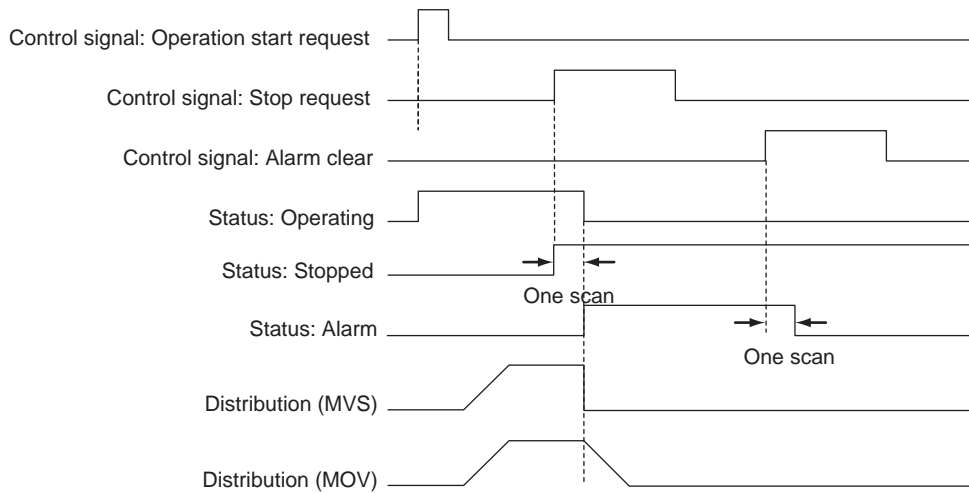 Control signal: Operation start request
Control signal: Stop request
Control signal: Alarm clear
Status: Operating
Status: Stopped
One scan
Status: Alarm
One scan
Distribution (MVS)
Distribution (MOV)